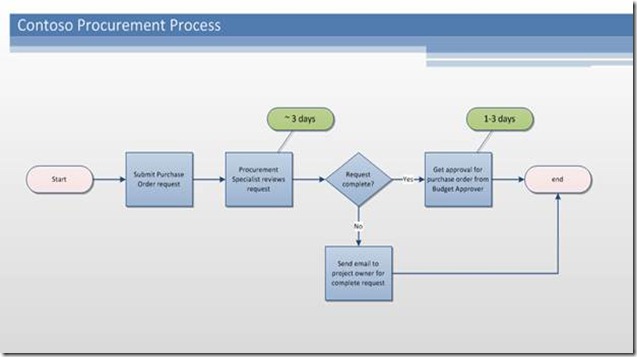 Contoso Procurement Process
~ 3 days
1-3 days
Start
Submit Purchase
Order request
Procurement
Specialist reviews
request
Request
complete?
Yes
Get approval for
purchase order from
Budget Approver
end
No
Send email to
project owner for
complete request